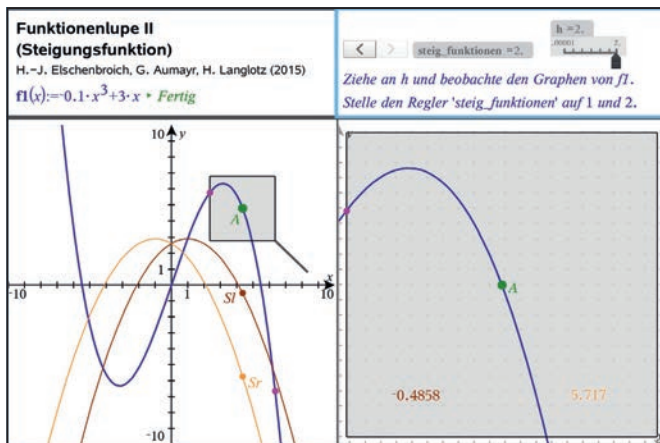 Funktionenlupe II
(Steigungsfunktion)
H.-J. Elschenbroich, G. Aumayr, H. Langlotz (2015)
f1(x):=-0.1·x³+3·x ▸ Fertig
steig_funktionen =2.
h =2.
.00001 2.
Ziehe an h und beobachte den Graphen von f1.
Stelle den Regler 'steig_funktionen' auf 1 und 2.
10 y
A
1
x
-10 1 10
Sl
Sr
-10
A
-0.4858 5.717